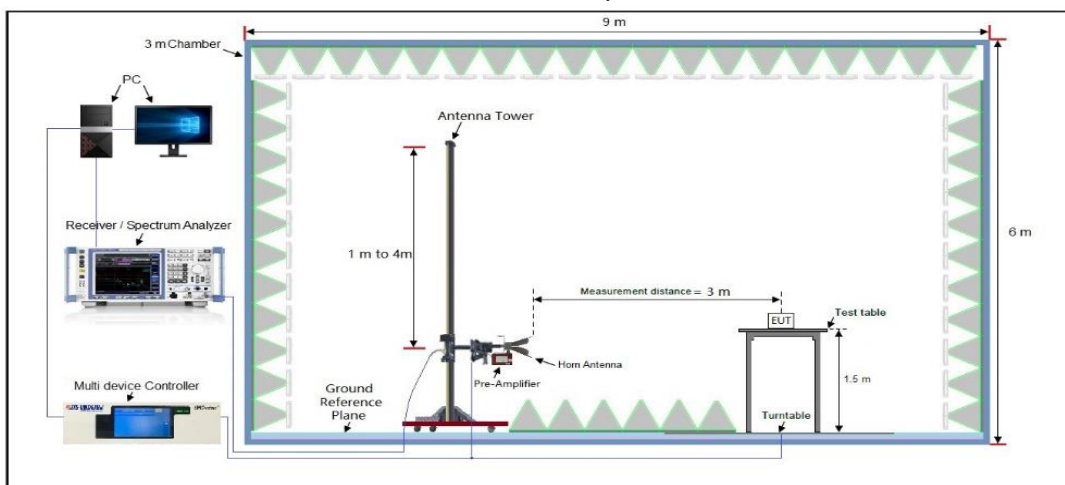 9 m
3 m Chamber
PC
Antenna Tower
Receiver / Spectrum Analyzer
1 m to 4m
6 m
Measurement distance = 3 m
EUT
Test table
Horn Antenna
Pre-Amplifier
1.5 m
Multi device Controller
Ground
Reference
Plane
Turntable